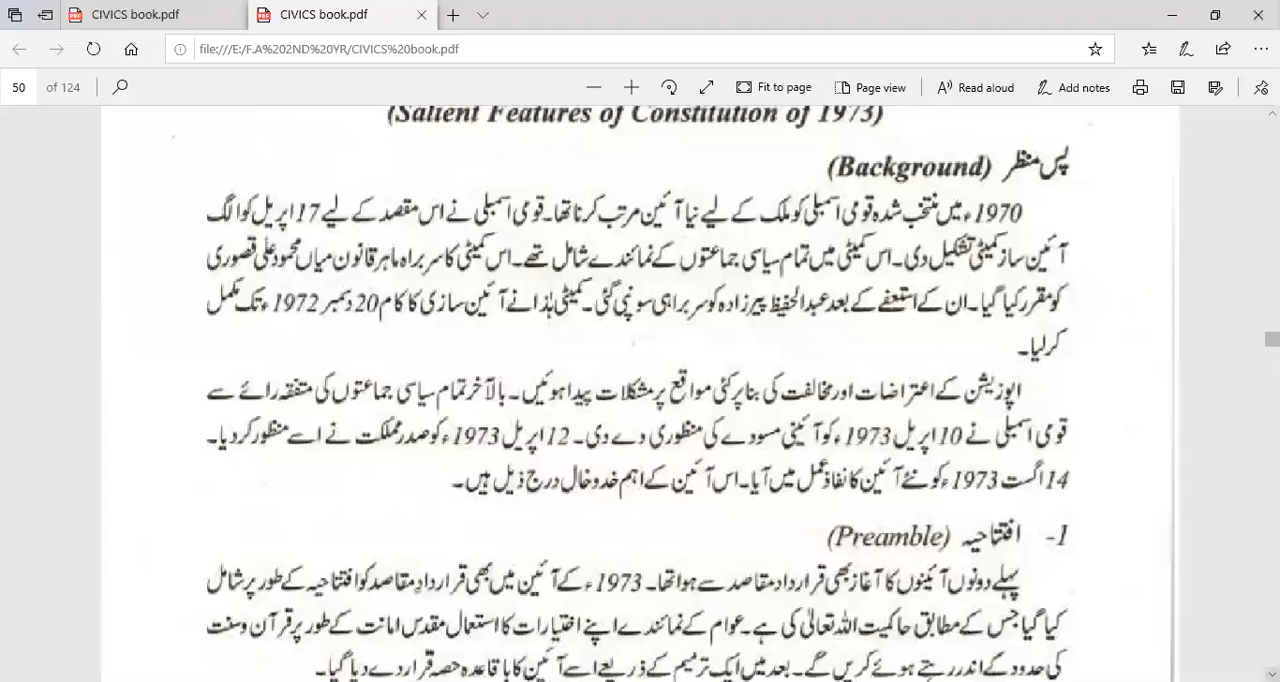 CIVICS book.pdf
CIVICS book.pdf
file:///E:/F.A%202ND%20YR/CIVICS%20book.pdf
50 of 124
Fit to page
Page view
Read aloud
Add notes
(Salient Features of Constitution of 1973)
پس منظر (Background)
1970ء میں منتخب شدہ قومی اسمبلی کو ملک کے لیے نیا آئین مرتب کرنا تھا۔ قومی اسمبلی نے اس مقصد کے لیے 17 اپریل کو الگ
آئین ساز کمیٹی تشکیل دی۔ اس کمیٹی میں تمام سیاسی جماعتوں کے نمائندے شامل تھے۔ اس کمیٹی کا سربراہ ماہر قانون میاں محمود علی قصوری
کو مقرر کیا گیا۔ ان کے استعفے کے بعد عبدالحفیظ پیرزادہ کو سربراہی سونپی گئی۔ کمیٹی ہٰذا نے آئین سازی کا کام 20 دسمبر 1972ء تک مکمل
کر لیا۔
اپوزیشن کے اعتراضات اور مخالفت کی بنا پر کئی مواقع پر مشکلات پیدا ہوئیں۔ بالآخر تمام سیاسی جماعتوں کی متفقہ رائے سے
قومی اسمبلی نے 10 اپریل 1973ء کو آئینی مسودے کی منظوری دے دی۔ 12 اپریل 1973ء کو صدر مملکت نے اسے منظور کر دیا۔
14 اگست 1973ء کو نئے آئین کا نفاذ عمل میں آیا۔ اس آئین کے اہم خدوخال درج ذیل ہیں۔
1- افتتاحیہ (Preamble)
پہلے دونوں آئینوں کا آغاز بھی قرارداد مقاصد سے ہوا تھا۔ 1973ء کے آئین میں بھی قراردادِ مقاصد کو افتتاحیہ کے طور پر شامل
کیا گیا جس کے مطابق حاکمیت اللہ تعالیٰ کی ہے۔ عوام کے نمائندے اپنے اختیارات کا استعمال مقدس امانت کے طور پر قرآن و سنت
کی حدود کے اندر رہتے ہوئے کریں گے۔ بعد میں ایک ترمیم کے ذریعے اسے آئین کا باقاعدہ حصہ قرار دے دیا گیا۔